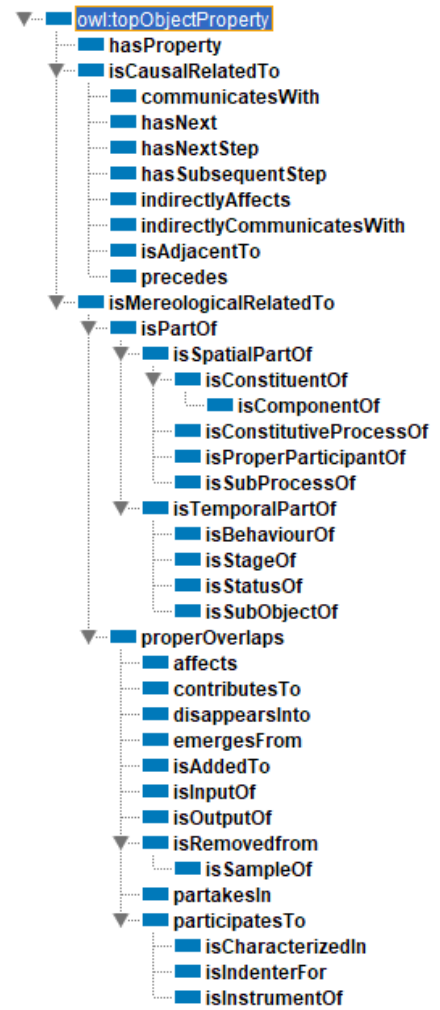 owl:topObjectProperty
hasProperty
isCausalRelatedTo
communicatesWith
hasNext
hasNextStep
hasSubsequentStep
indirectlyAffects
indirectlyCommunicatesWith
isAdjacentTo
precedes
isMereologicalRelatedTo
isPartOf
isSpatialPartOf
isConstituentOf
isComponentOf
isConstitutiveProcessOf
isProperParticipantOf
isSubProcessOf
isTemporalPartOf
isBehaviourOf
isStageOf
isStatusOf
isSubObjectOf
properOverlaps
affects
contributesTo
disappearsInto
emergesFrom
isAddedTo
isInputOf
isOutputOf
isRemovedfrom
isSampleOf
partakesIn
participatesTo
isCharacterizedIn
isIndenterFor
isInstrumentOf